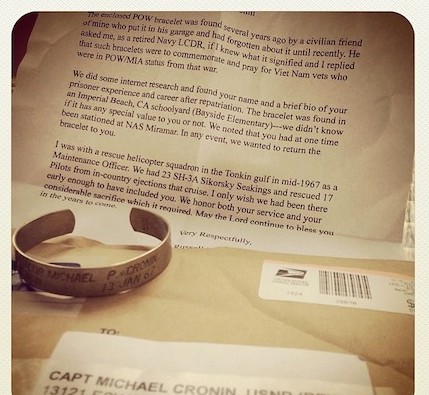 The enclosed POW bracelet was found several years ago by a civilian friend
of mine who put it in his garage and had forgotten about it until recently. He
asked me, as a retired Navy LCDR, if I knew what it signified and I replied
that such bracelets were to commemorate and pray for Viet Nam vets who
were in POW/MIA status from that war.
We did some internet research and found your name and a brief bio of your
prisoner experience and career after repatriation. The bracelet was found in
an Imperial Beach, CA schoolyard (Bayside Elementary)---we didn't know
if it has any special value to you or not. We noted that you had at one time
been stationed at NAS Miramar. In any event, we wanted to return the
bracelet to you.
I was with a rescue helicopter squadron in the Tonkin gulf in mid-1967 as a
Maintenance Officer. We had 23 SH-3A Sikorsky Seakings and rescued 17
Pilots from in-country ejections that cruise. I only wish we had been there
early enough to have included you. We honor both your service and your
considerable sacrifice which it required. May the Lord continue to bless you
in the years to come.
Very Respectfully,
MICHAEL P. CRONIN
13 JAN 67
TO:
CAPT MICHAEL CRONIN, USNR
13121